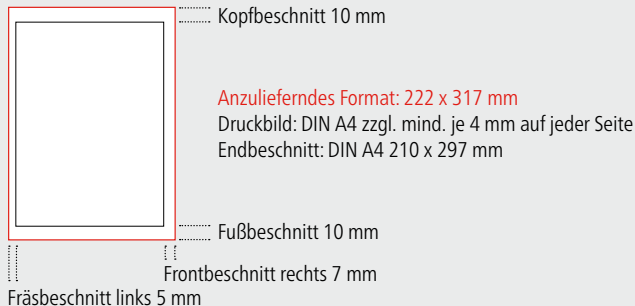 Kopfbeschnitt 10 mm
Anzulieferndes Format: 222 x 317 mm
Druckbild: DIN A4 zzgl. mind. je 4 mm auf jeder Seite
Endbeschnitt: DIN A4 210 x 297 mm
Fußbeschnitt 10 mm
Frontbeschnitt rechts 7 mm
Fräsbeschnitt links 5 mm